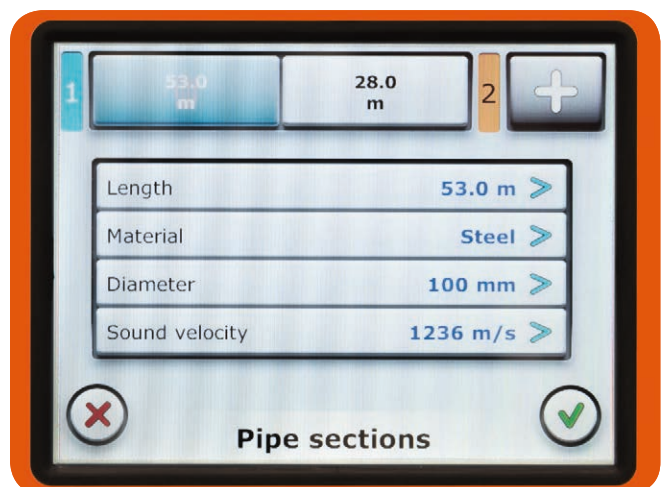 1
53.0
m
28.0
m
2
Length 53.0 m
Material Steel
Diameter 100 mm
Sound velocity 1236 m/s
Pipe sections